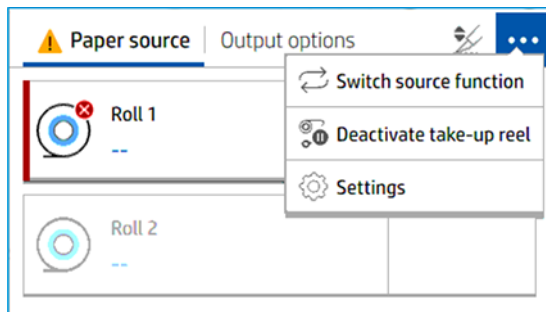 Paper source
Output options
Switch source function
Roll 1
--
Deactivate take-up reel
Settings
Roll 2
--